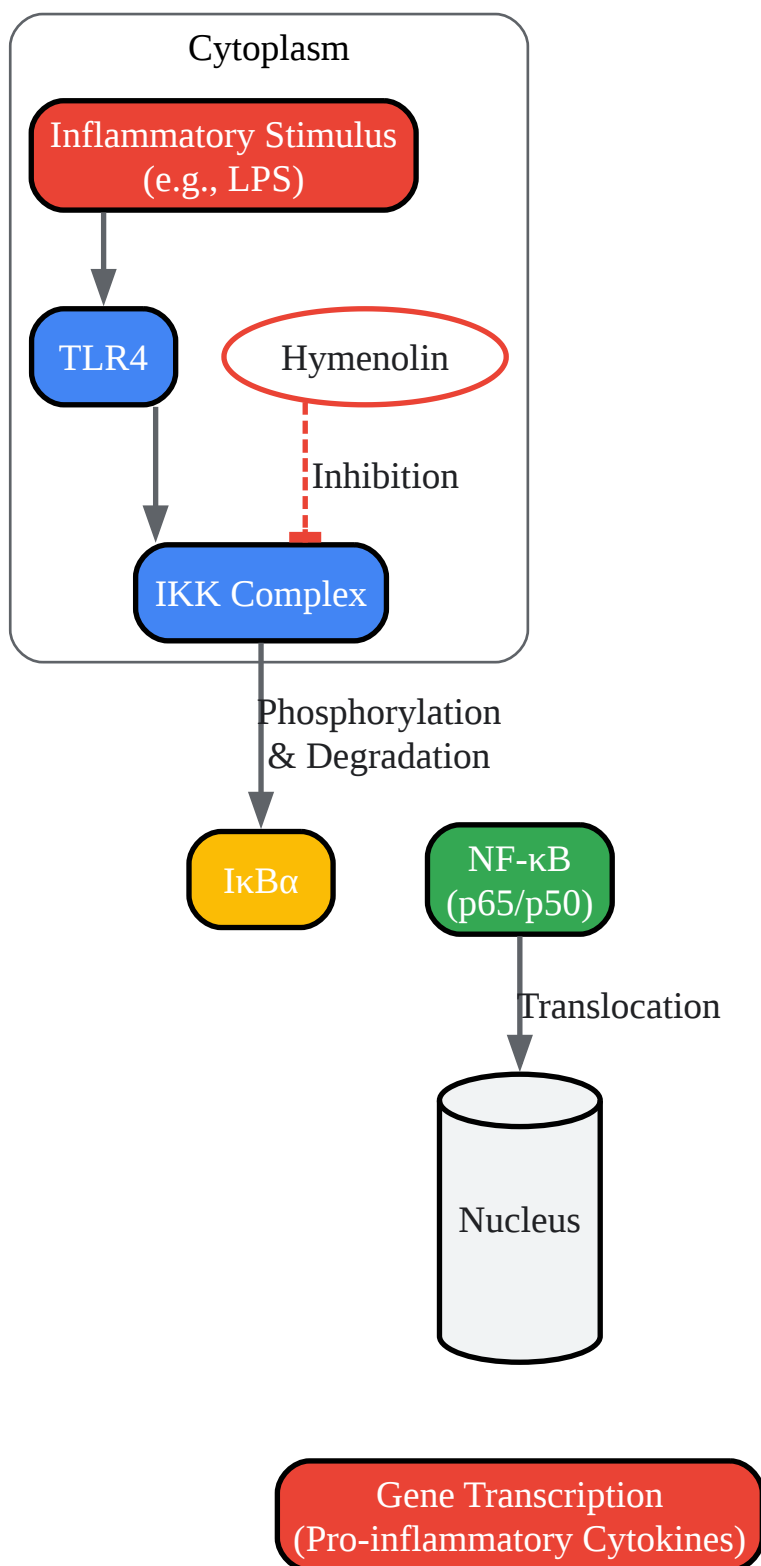 Cytoplasm
Inflammatory Stimulus
(e.g., LPS)
TLR4
Hymenolin
Inhibition
IKK Complex
Phosphorylation
& Degradation
IκBα
NF-κB
(p65/p50)
Translocation
Nucleus
Gene Transcription
(Pro-inflammatory Cytokines)